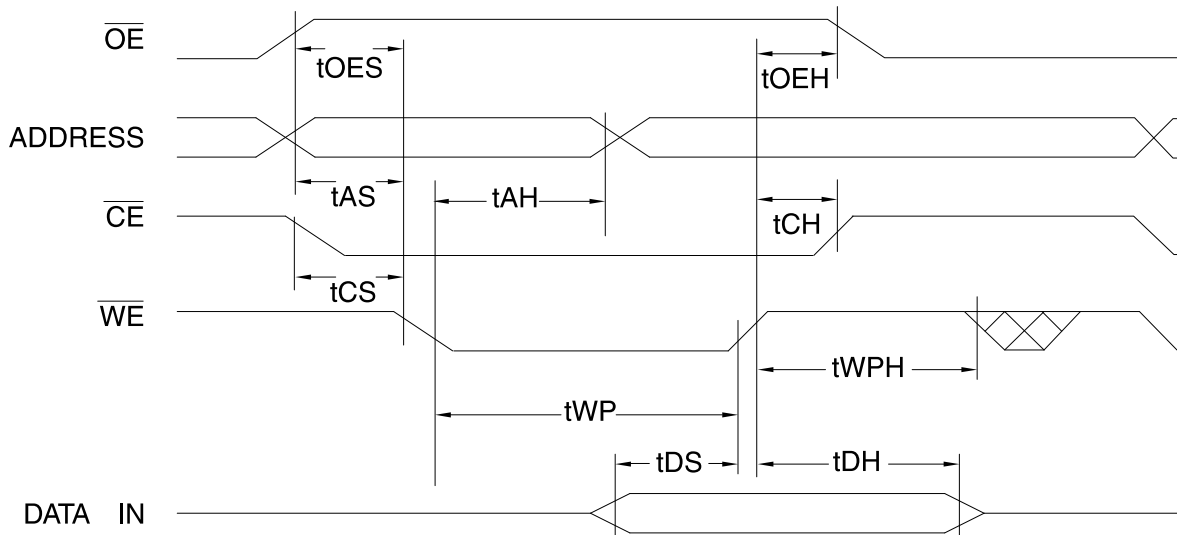 OE
tOES
tOEH
ADDRESS
tAS
tAH
CE
tCH
tCS
WE
tWPH
tWP
tDS
tDH
DATA IN